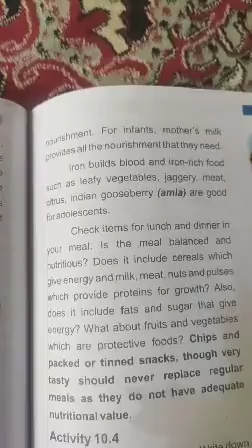 nourishment. For infants, mother's milk
provides all the nourishment that they need.
Iron builds blood and iron-rich food
such as leafy vegetables, jaggery, meat,
citrus, Indian gooseberry (amla) are good
for adolescents.
Check items for lunch and dinner in
your meal. Is the meal balanced and
nutritious? Does it include cereals which
give energy and milk, meat, nuts and pulses
which provide proteins for growth? Also,
does it include fats and sugar that give
energy? What about fruits and vegetables
which are protective foods? Chips and
packed or tinned snacks, though very
tasty should never replace regular
meals as they do not have adequate
nutritional value.
Activity 10.4
Write down